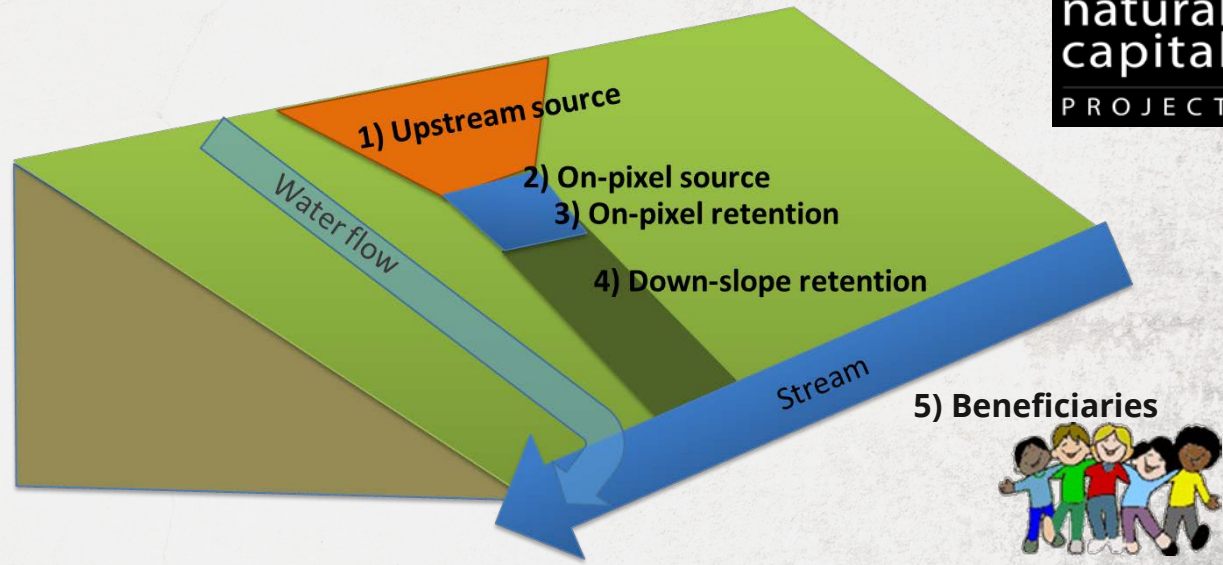 natural
capital
PROJECT
1) Upstream source
2) On-pixel source
3) On-pixel retention
Water flow
4) Down-slope retention
Stream
5) Beneficiaries